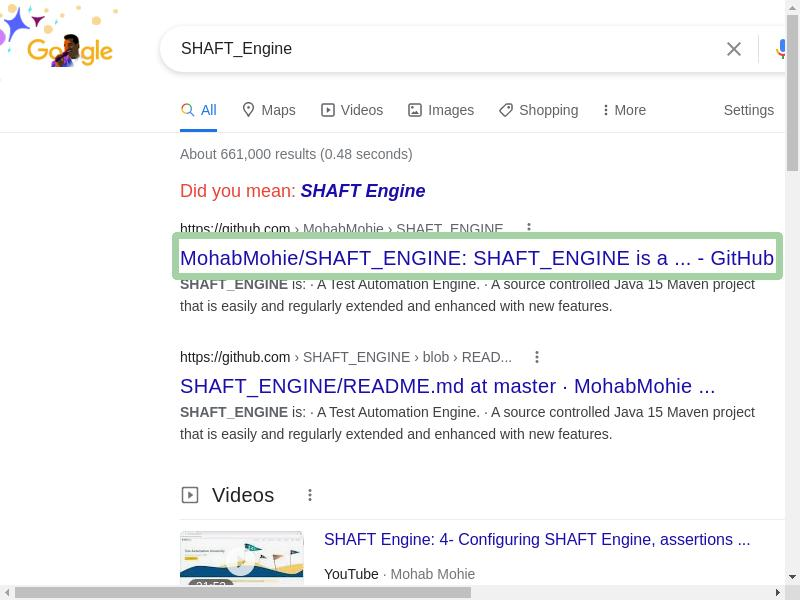 Google
SHAFT_Engine
All
Maps
Videos
Images
Shopping
More
Settings
About 661,000 results (0.48 seconds)
Did you mean: SHAFT Engine
https://github.com › MohabMohie › SHAFT_ENGINE
MohabMohie/SHAFT_ENGINE: SHAFT_ENGINE is a ... - GitHub
SHAFT_ENGINE is: · A Test Automation Engine. · A source controlled Java 15 Maven project
that is easily and regularly extended and enhanced with new features.
https://github.com › SHAFT_ENGINE › blob › READ...
SHAFT_ENGINE/README.md at master · MohabMohie ...
SHAFT_ENGINE is: · A Test Automation Engine. · A source controlled Java 15 Maven project
that is easily and regularly extended and enhanced with new features.
Videos
SHAFT Engine: 4- Configuring SHAFT Engine, assertions ...
YouTube · Mohab Mohie